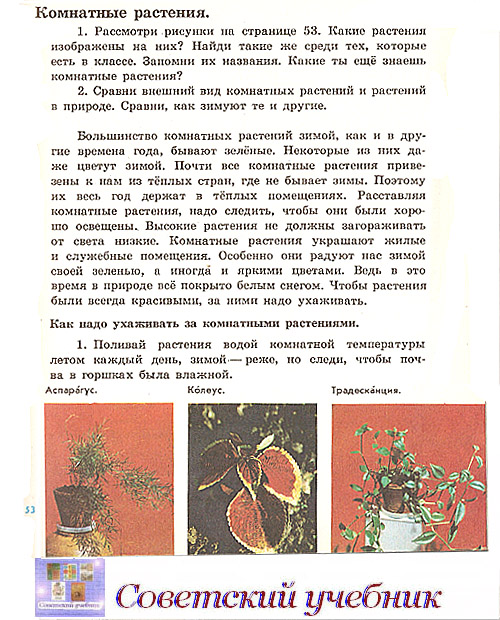 Комнатные растения.
1. Рассмотри рисунки на странице 53. Какие растения
изображены на них? Найди такие же среди тех, которые
есть в классе. Запомни их названия. Какие ты ещё знаешь
комнатные растения?
2. Сравни внешний вид комнатных растений и растений
в природе. Сравни, как зимуют те и другие.
Большинство комнатных растений зимой, как и в дру-
гие времена года, бывают зелёные. Некоторые из них да-
же цветут зимой. Почти все комнатные растения приве-
зены к нам из тёплых стран, где не бывает зимы. Поэтому
их весь год держат в тёплых помещениях. Расставляя
комнатные растения, надо следить, чтобы они были хоро-
шо освещены. Высокие растения не должны загораживать
от света низкие. Комнатные растения украшают жилые
и служебные помещения. Особенно они радуют нас зимой
своей зеленью, а иногда и яркими цветами. Ведь в это
время в природе всё покрыто белым снегом. Чтобы растения
были всегда красивыми, за ними надо ухаживать.
Как надо ухаживать за комнатными растениями.
1. Поливай растения водой комнатной температуры
летом каждый день, зимой — реже, но следи, чтобы поч-
ва в горшках была влажной.
Аспара́гус. Ко́леус. Традеска́нция.
53
Советский учебник
Советский учебник